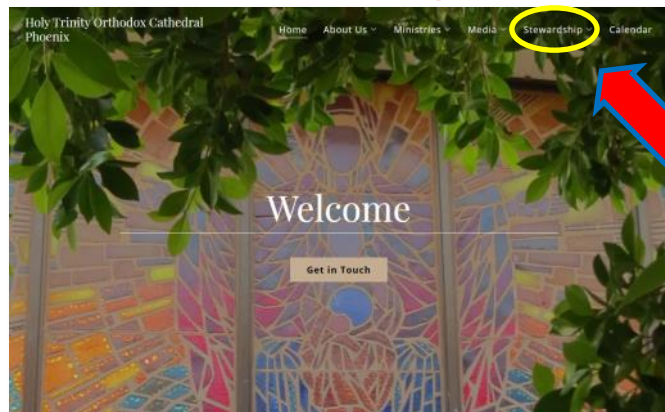 Holy Trinity Orthodox Cathedral
Phoenix
Home About Us Ministries Media Stewardship Calendar
Welcome
Get in Touch